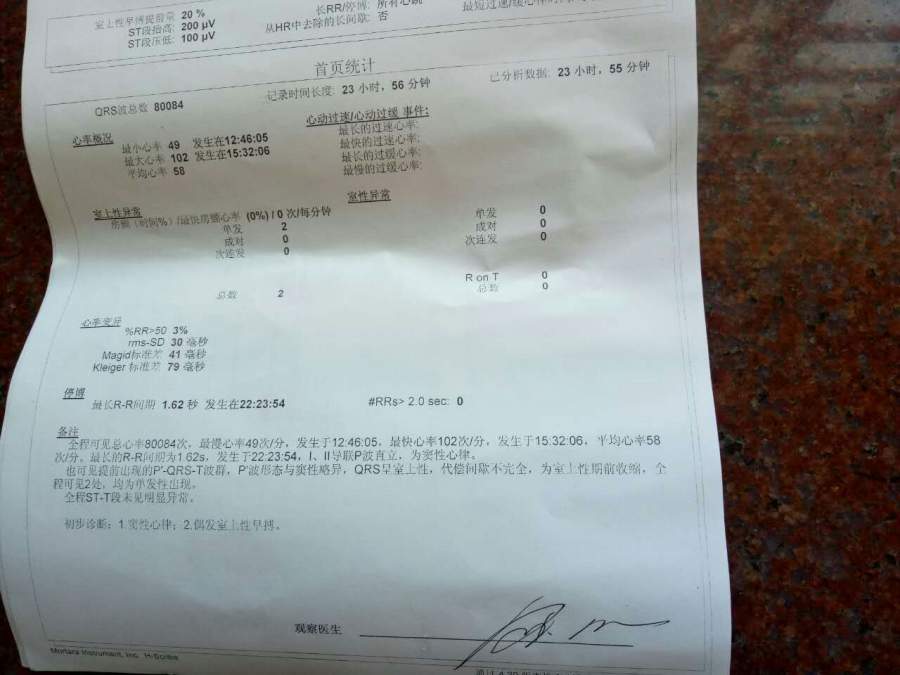 室上性早搏提前量 20 %
ST段抬高: 200 μV
ST段压低: 100 μV
长RR/停搏: 所有心跳
从HR中去除的长间歇: 否
首页统计
QRS波总数 80084
记录时间长度: 23 小时, 56 分钟
已分析数据: 23 小时, 55 分钟
心率概况
最小心率 49 发生在12:46:05
最大心率 102 发生在15:32:06
平均心率 58
心动过速/心动过缓 事件:
最长的过速心率:
最快的过速心率:
最长的过缓心率:
最慢的过缓心率:
室上性异常
房颤（时间%）/最快房颤心率 (0%) / 0 次/每分钟
单发 2
成对 0
次连发 0
总数 2
室性异常
单发 0
成对 0
次连发 0
R on T 0
总数 0
心率变异
%RR>50 3%
rms-SD 30 毫秒
Magid标准差 41 毫秒
Kleiger 标准差 79 毫秒
停搏
最长R-R间期 1.62 秒 发生在22:23:54
#RRs> 2.0 sec: 0
备注
全程可见总心率80084次，最慢心率49次/分，发生于12:46:05，最快心率102次/分，发生于15:32:06，平均心率58
次/分。最长的R-R间期为1.62s，发生于22:23:54，I、II导联P波直立，为窦性心律。
也可见提前出现的P'-QRS-T波群，P'波形态与窦性略异，QRS呈室上性，代偿间歇不完全，为室上性期前收缩，全
程可见2处，均为单发性出现。
全程ST-T段未见明显异常。
初步诊断：1.窦性心律；2.偶发室上性早搏。
观察医生
Mortara Instrument, Inc. H-Scribe